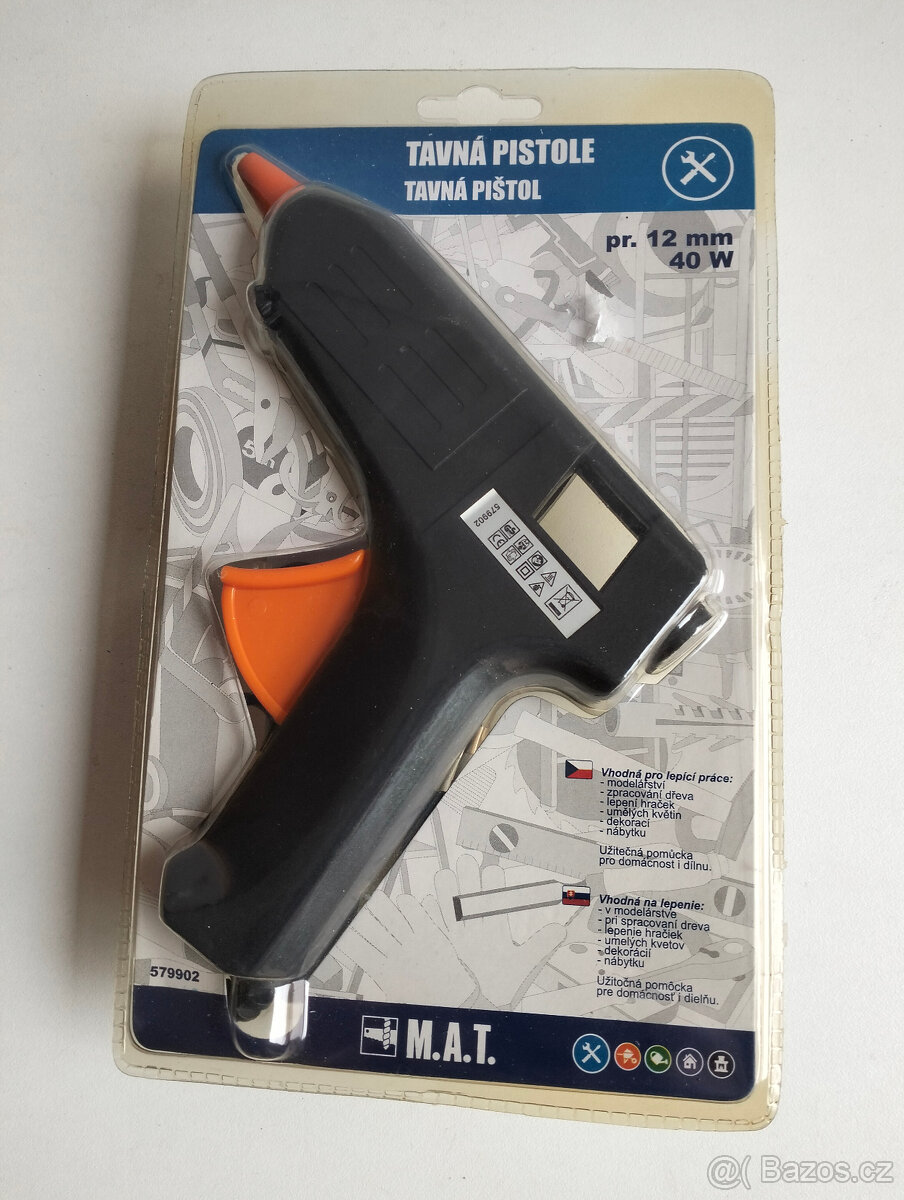 TAVNÁ PISTOLE
TAVNÁ PIŠTOL
pr. 12 mm
40 W
579902
Vhodná pro lepící práce:
- modelářství
- zpracování dřeva
- lepení hraček
- umělých květin
- dekorací
- nábytku
Užitečná pomůcka
pro domácnost i dílnu.
Vhodná na lepenie:
- v modelárstve
- pri spracovaní dreva
- lepenie hračiek
- umelých kvetov
- dekorácií
- nábytku
Užitočná pomôcka
pre domácnosť i dielňu.
579902
M.A.T.
@( Bazos.cz